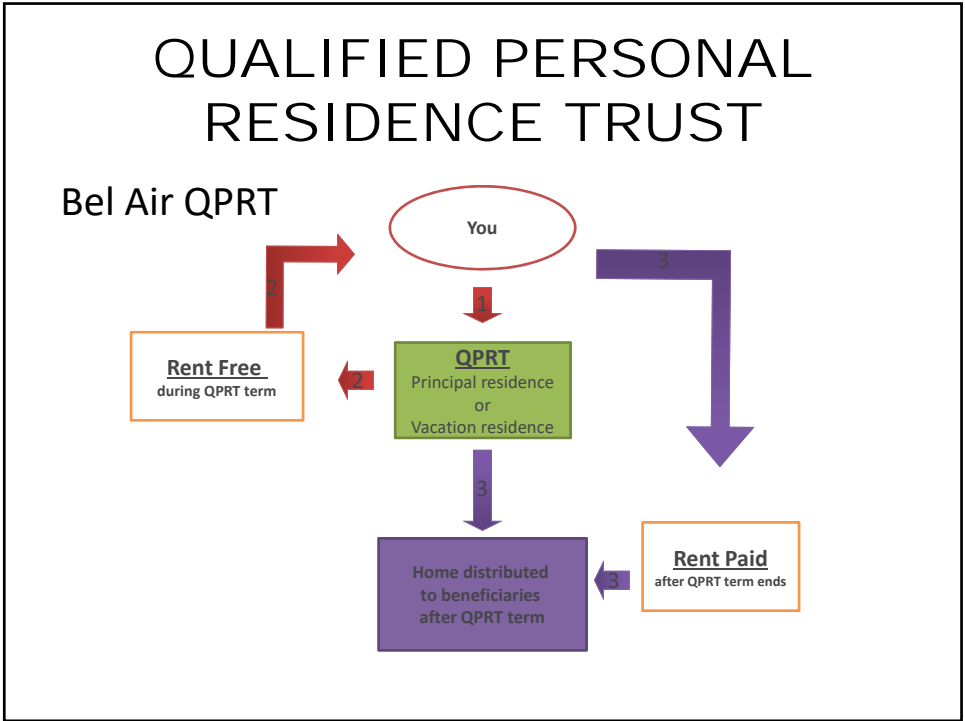 QUALIFIED PERSONAL
RESIDENCE TRUST
Bel Air QPRT
You
3
2
1
Rent Free
during QPRT term
2
QPRT
Principal residence
or
Vacation residence
3
Home distributed
to beneficiaries
after QPRT term
3
Rent Paid
after QPRT term ends